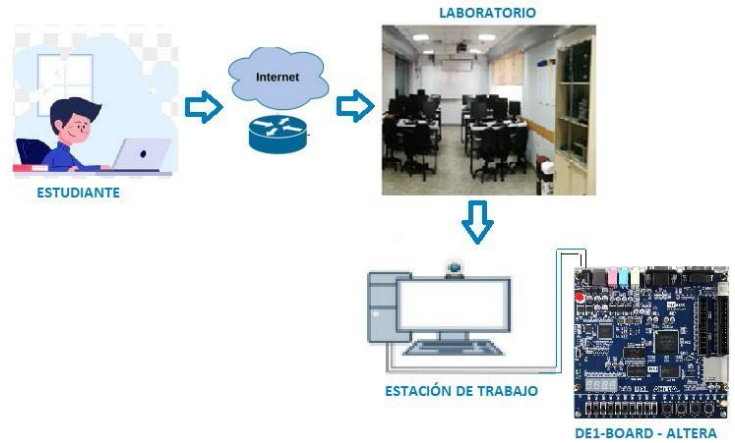 LABORATORIO
Internet
ESTUDIANTE
ESTACIÓN DE TRABAJO
DE1-BOARD - ALTERA